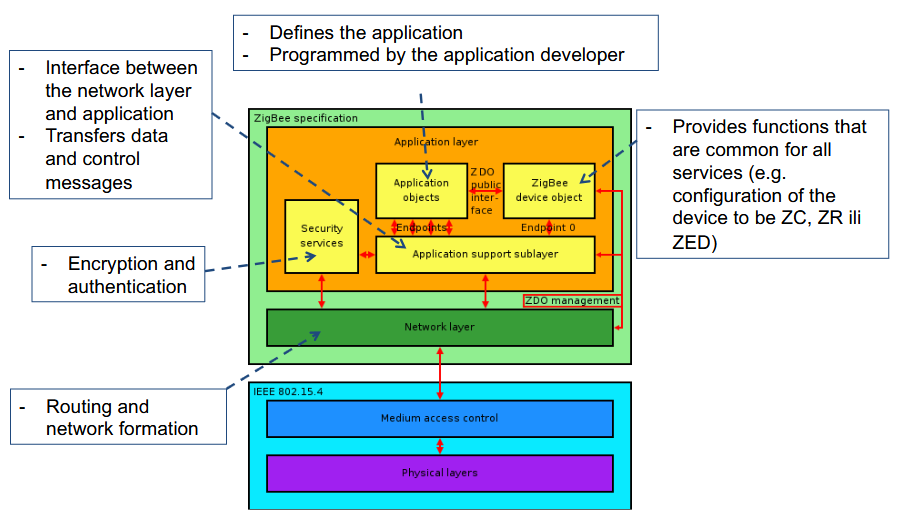 - Defines the application
- Programmed by the application developer
- Interface between
the network layer
and application
- Transfers data
and control
messages
- Provides functions that
are common for all
services (e.g.
configuration of the
device to be ZC, ZR ili
ZED)
- Encryption and
authentication
- Routing and
network formation
ZigBee specification
Application layer
Application
objects
ZDO
public
inter-
face
ZigBee
device object
Security
services
Endpoints
Endpoint 0
Application support sublayer
ZDO management
Network layer
IEEE 802.15.4
Medium access control
Physical layers